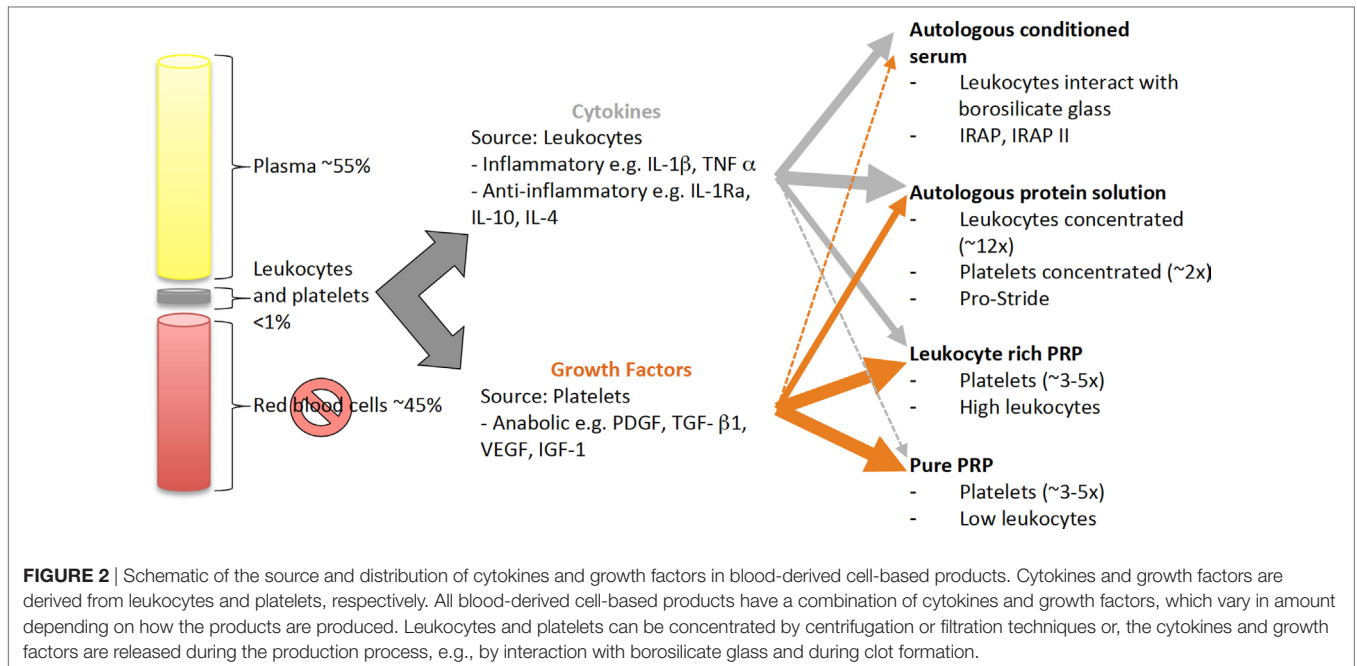 Plasma ~55%
Leukocytes
and platelets
<1%
Red blood cells ~45%
Cytokines
Source: Leukocytes
- Inflammatory e.g. IL-1β, TNF α
- Anti-inflammatory e.g. IL-1Ra,
IL-10, IL-4
Growth Factors
Source: Platelets
- Anabolic e.g. PDGF, TGF- β1,
VEGF, IGF-1
Autologous conditioned
serum
- Leukocytes interact with
borosilicate glass
- IRAP, IRAP II
Autologous protein solution
- Leukocytes concentrated
(~12x)
- Platelets concentrated (~2x)
- Pro-Stride
Leukocyte rich PRP
- Platelets (~3-5x)
- High leukocytes
Pure PRP
- Platelets (~3-5x)
- Low leukocytes
FIGURE 2 | Schematic of the source and distribution of cytokines and growth factors in blood-derived cell-based products. Cytokines and growth factors are
derived from leukocytes and platelets, respectively. All blood-derived cell-based products have a combination of cytokines and growth factors, which vary in amount
depending on how the products are produced. Leukocytes and platelets can be concentrated by centrifugation or filtration techniques or, the cytokines and growth
factors are released during the production process, e.g., by interaction with borosilicate glass and during clot formation.